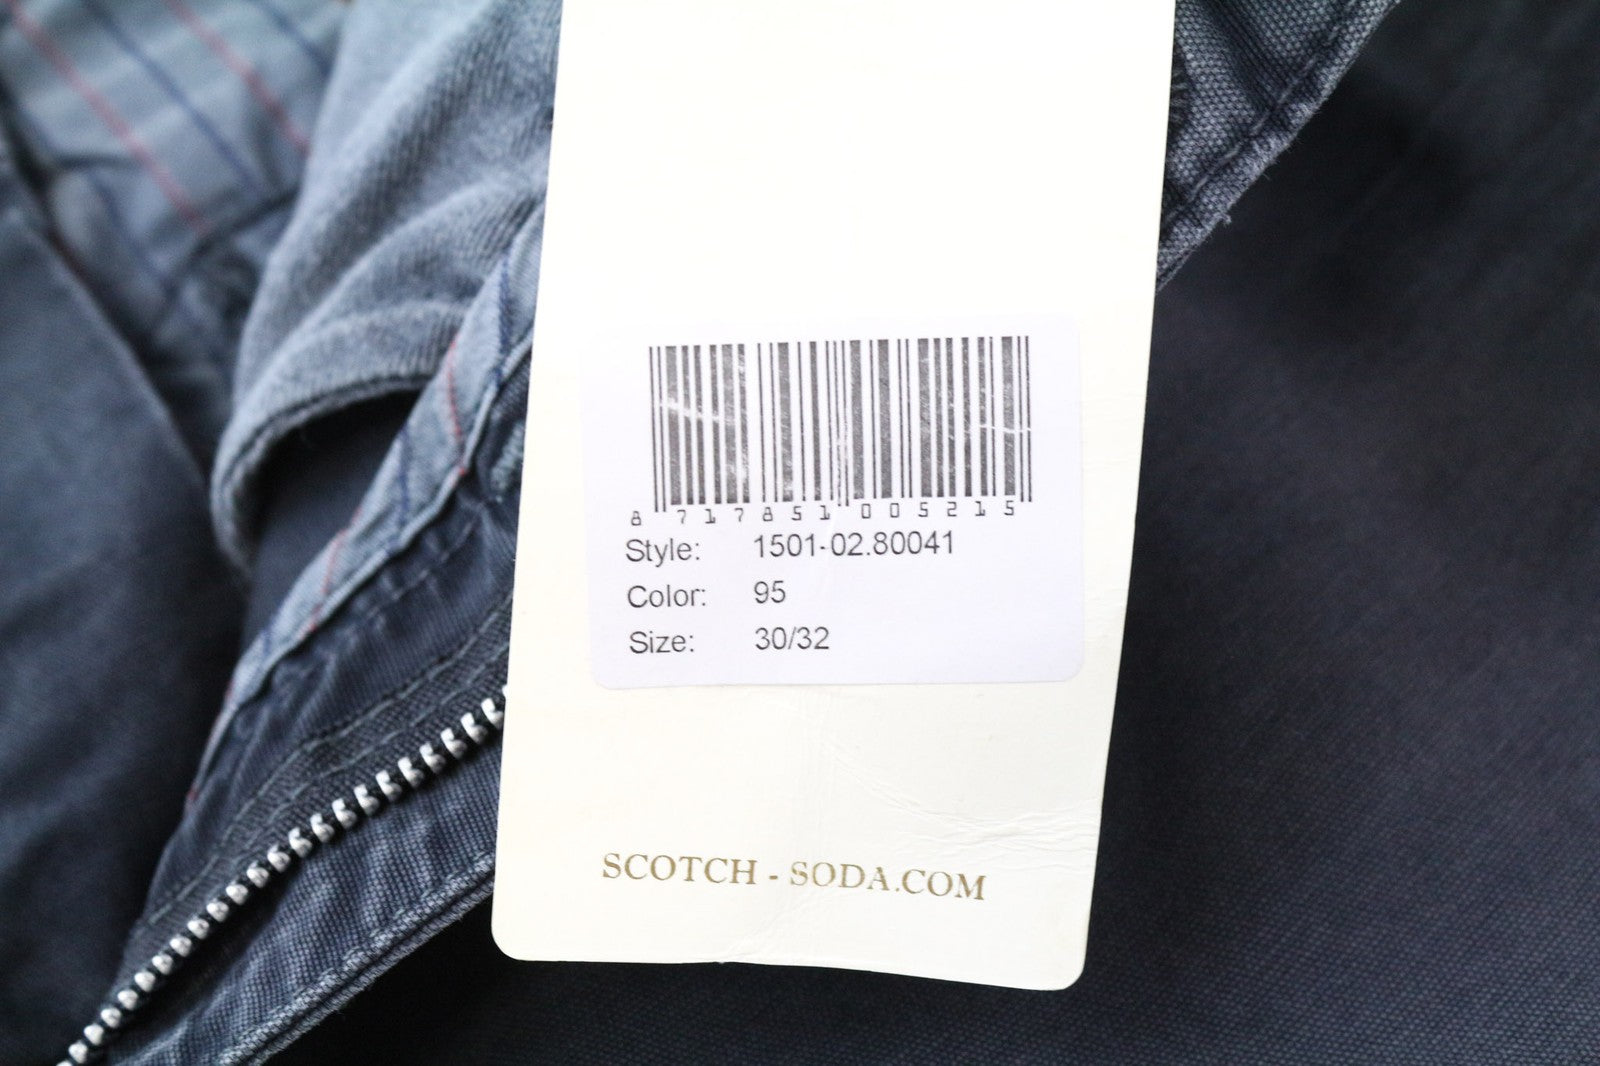 8 717851 005215
Style: 1501-02.80041
Color: 95
Size: 30/32
SCOTCH - SODA.COM